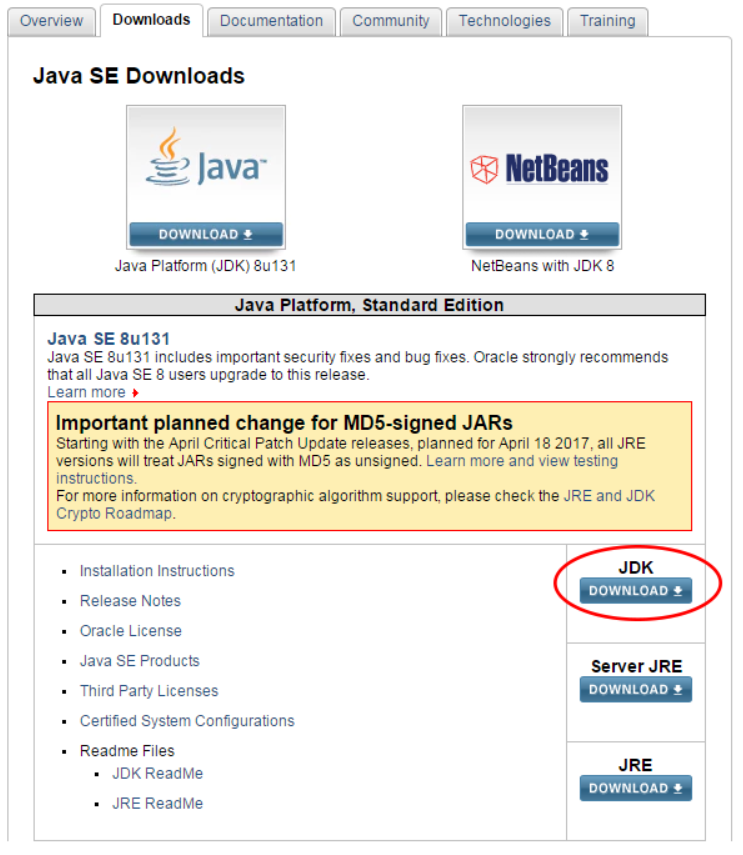 Overview Downloads Documentation Community Technologies Training
Java SE Downloads
Java™ NetBeans
DOWNLOAD DOWNLOAD
Java Platform (JDK) 8u131 NetBeans with JDK 8
Java Platform, Standard Edition
Java SE 8u131
Java SE 8u131 includes important security fixes and bug fixes. Oracle strongly recommends
that all Java SE 8 users upgrade to this release.
Learn more
Important planned change for MD5-signed JARs
Starting with the April Critical Patch Update releases, planned for April 18 2017, all JRE
versions will treat JARs signed with MD5 as unsigned. Learn more and view testing
instructions.
For more information on cryptographic algorithm support, please check the JRE and JDK
Crypto Roadmap.
Installation Instructions
Release Notes
Oracle License
Java SE Products
Third Party Licenses
Certified System Configurations
Readme Files
JDK ReadMe
JRE ReadMe
JDK
DOWNLOAD
Server JRE
DOWNLOAD
JRE
DOWNLOAD